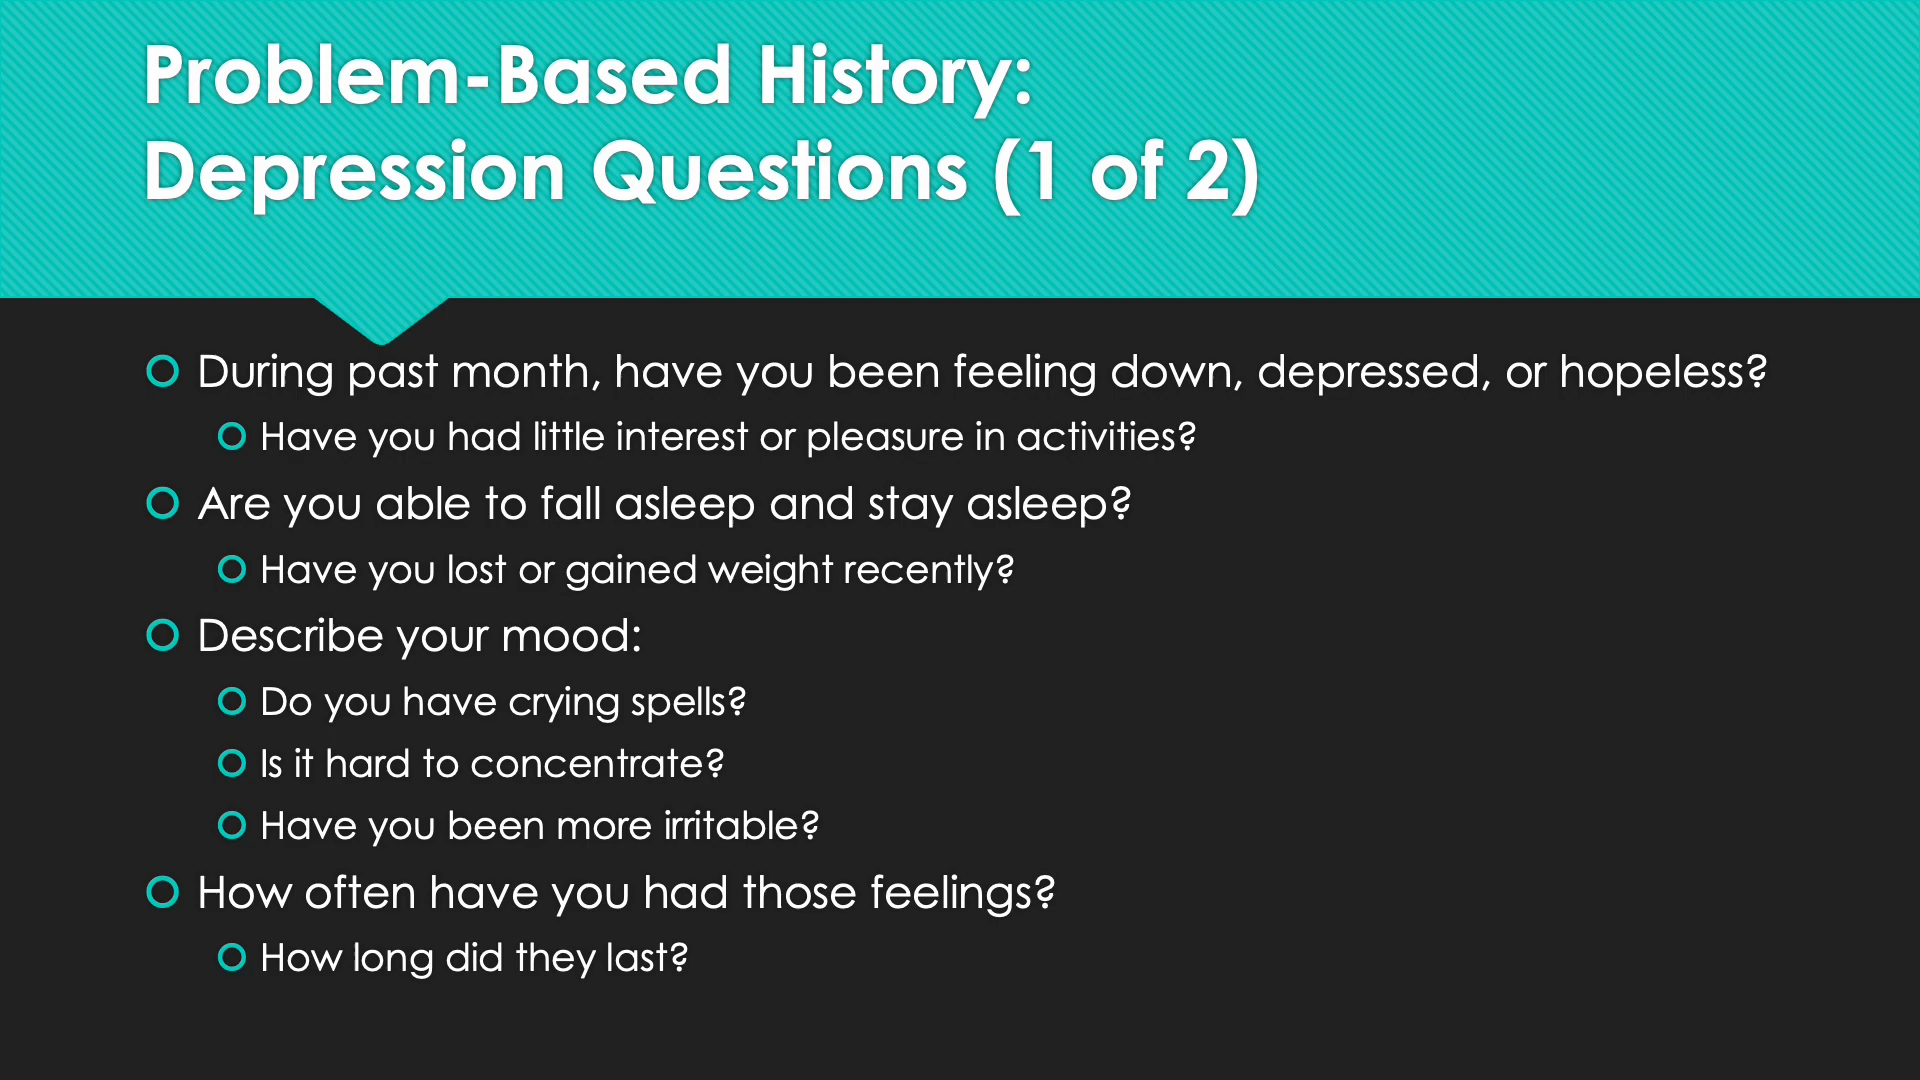 Problem-Based History:
Depression Questions (1 of 2)
During past month, have you been feeling down, depressed, or hopeless?
Have you had little interest or pleasure in activities?
Are you able to fall asleep and stay asleep?
Have you lost or gained weight recently?
Describe your mood:
Do you have crying spells?
Is it hard to concentrate?
Have you been more irritable?
How often have you had those feelings?
How long did they last?